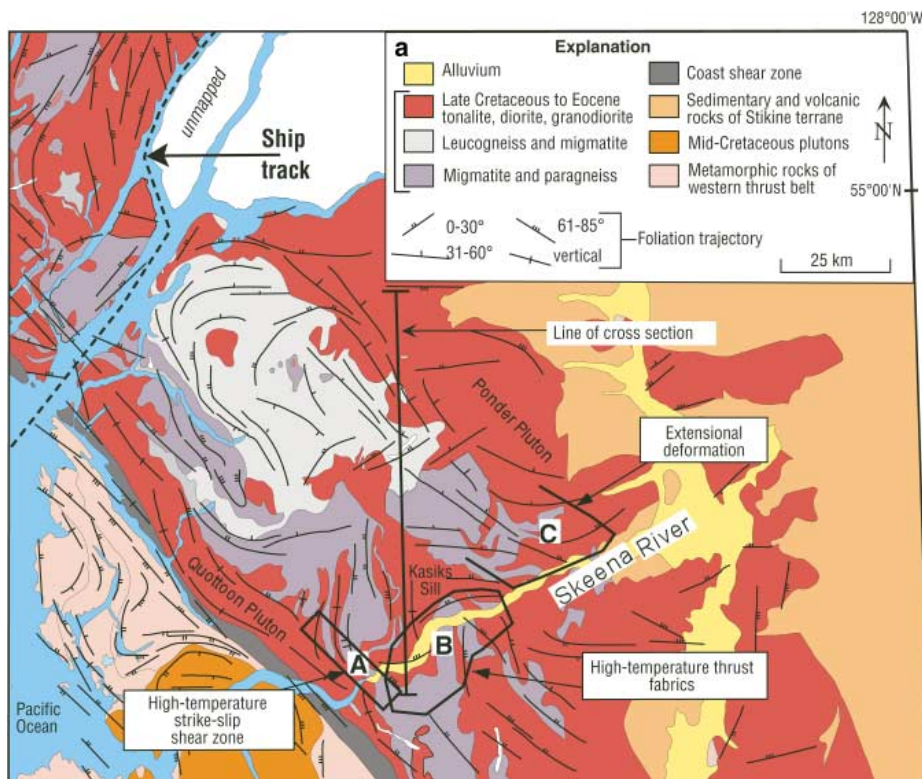 128°00'W
a
Explanation
Alluvium
Late Cretaceous to Eocene
tonalite, diorite, granodiorite
Leucogneiss and migmatite
Migmatite and paragneiss
Coast shear zone
Sedimentary and volcanic
rocks of Stikine terrane
Mid-Cretaceous plutons
Metamorphic rocks of
western thrust belt
N
55°00'N
0-30°
31-60°
61-85°
vertical
Foliation trajectory
25 km
unmapped
Ship
track
Line of cross section
Ponder Pluton
Extensional
deformation
C
Skeena River
Kasiks
Sill
Quottoon Pluton
A
B
High-temperature thrust
fabrics
High-temperature
strike-slip
shear zone
Pacific
Ocean